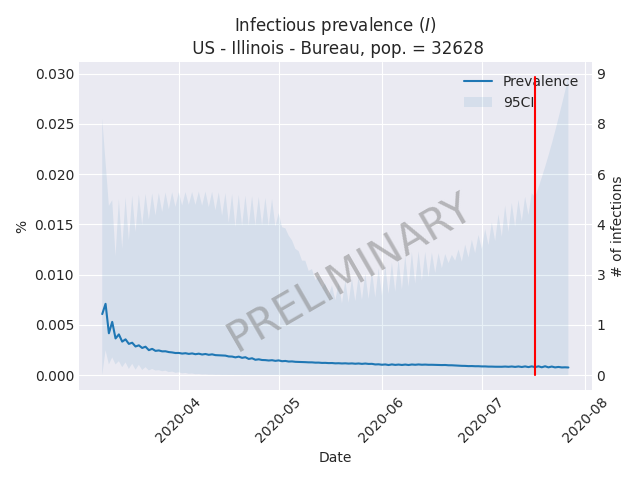 Infectious prevalence (I)
US - Illinois - Bureau, pop. = 32628
0.030
0.025
0.020
0.015
0.010
0.005
0.000
%
9
8
6
4
3
1
0
# of infections
Prevalence
95CI
PRELIMINARY
2020-04
2020-05
2020-06
2020-07
2020-08
Date